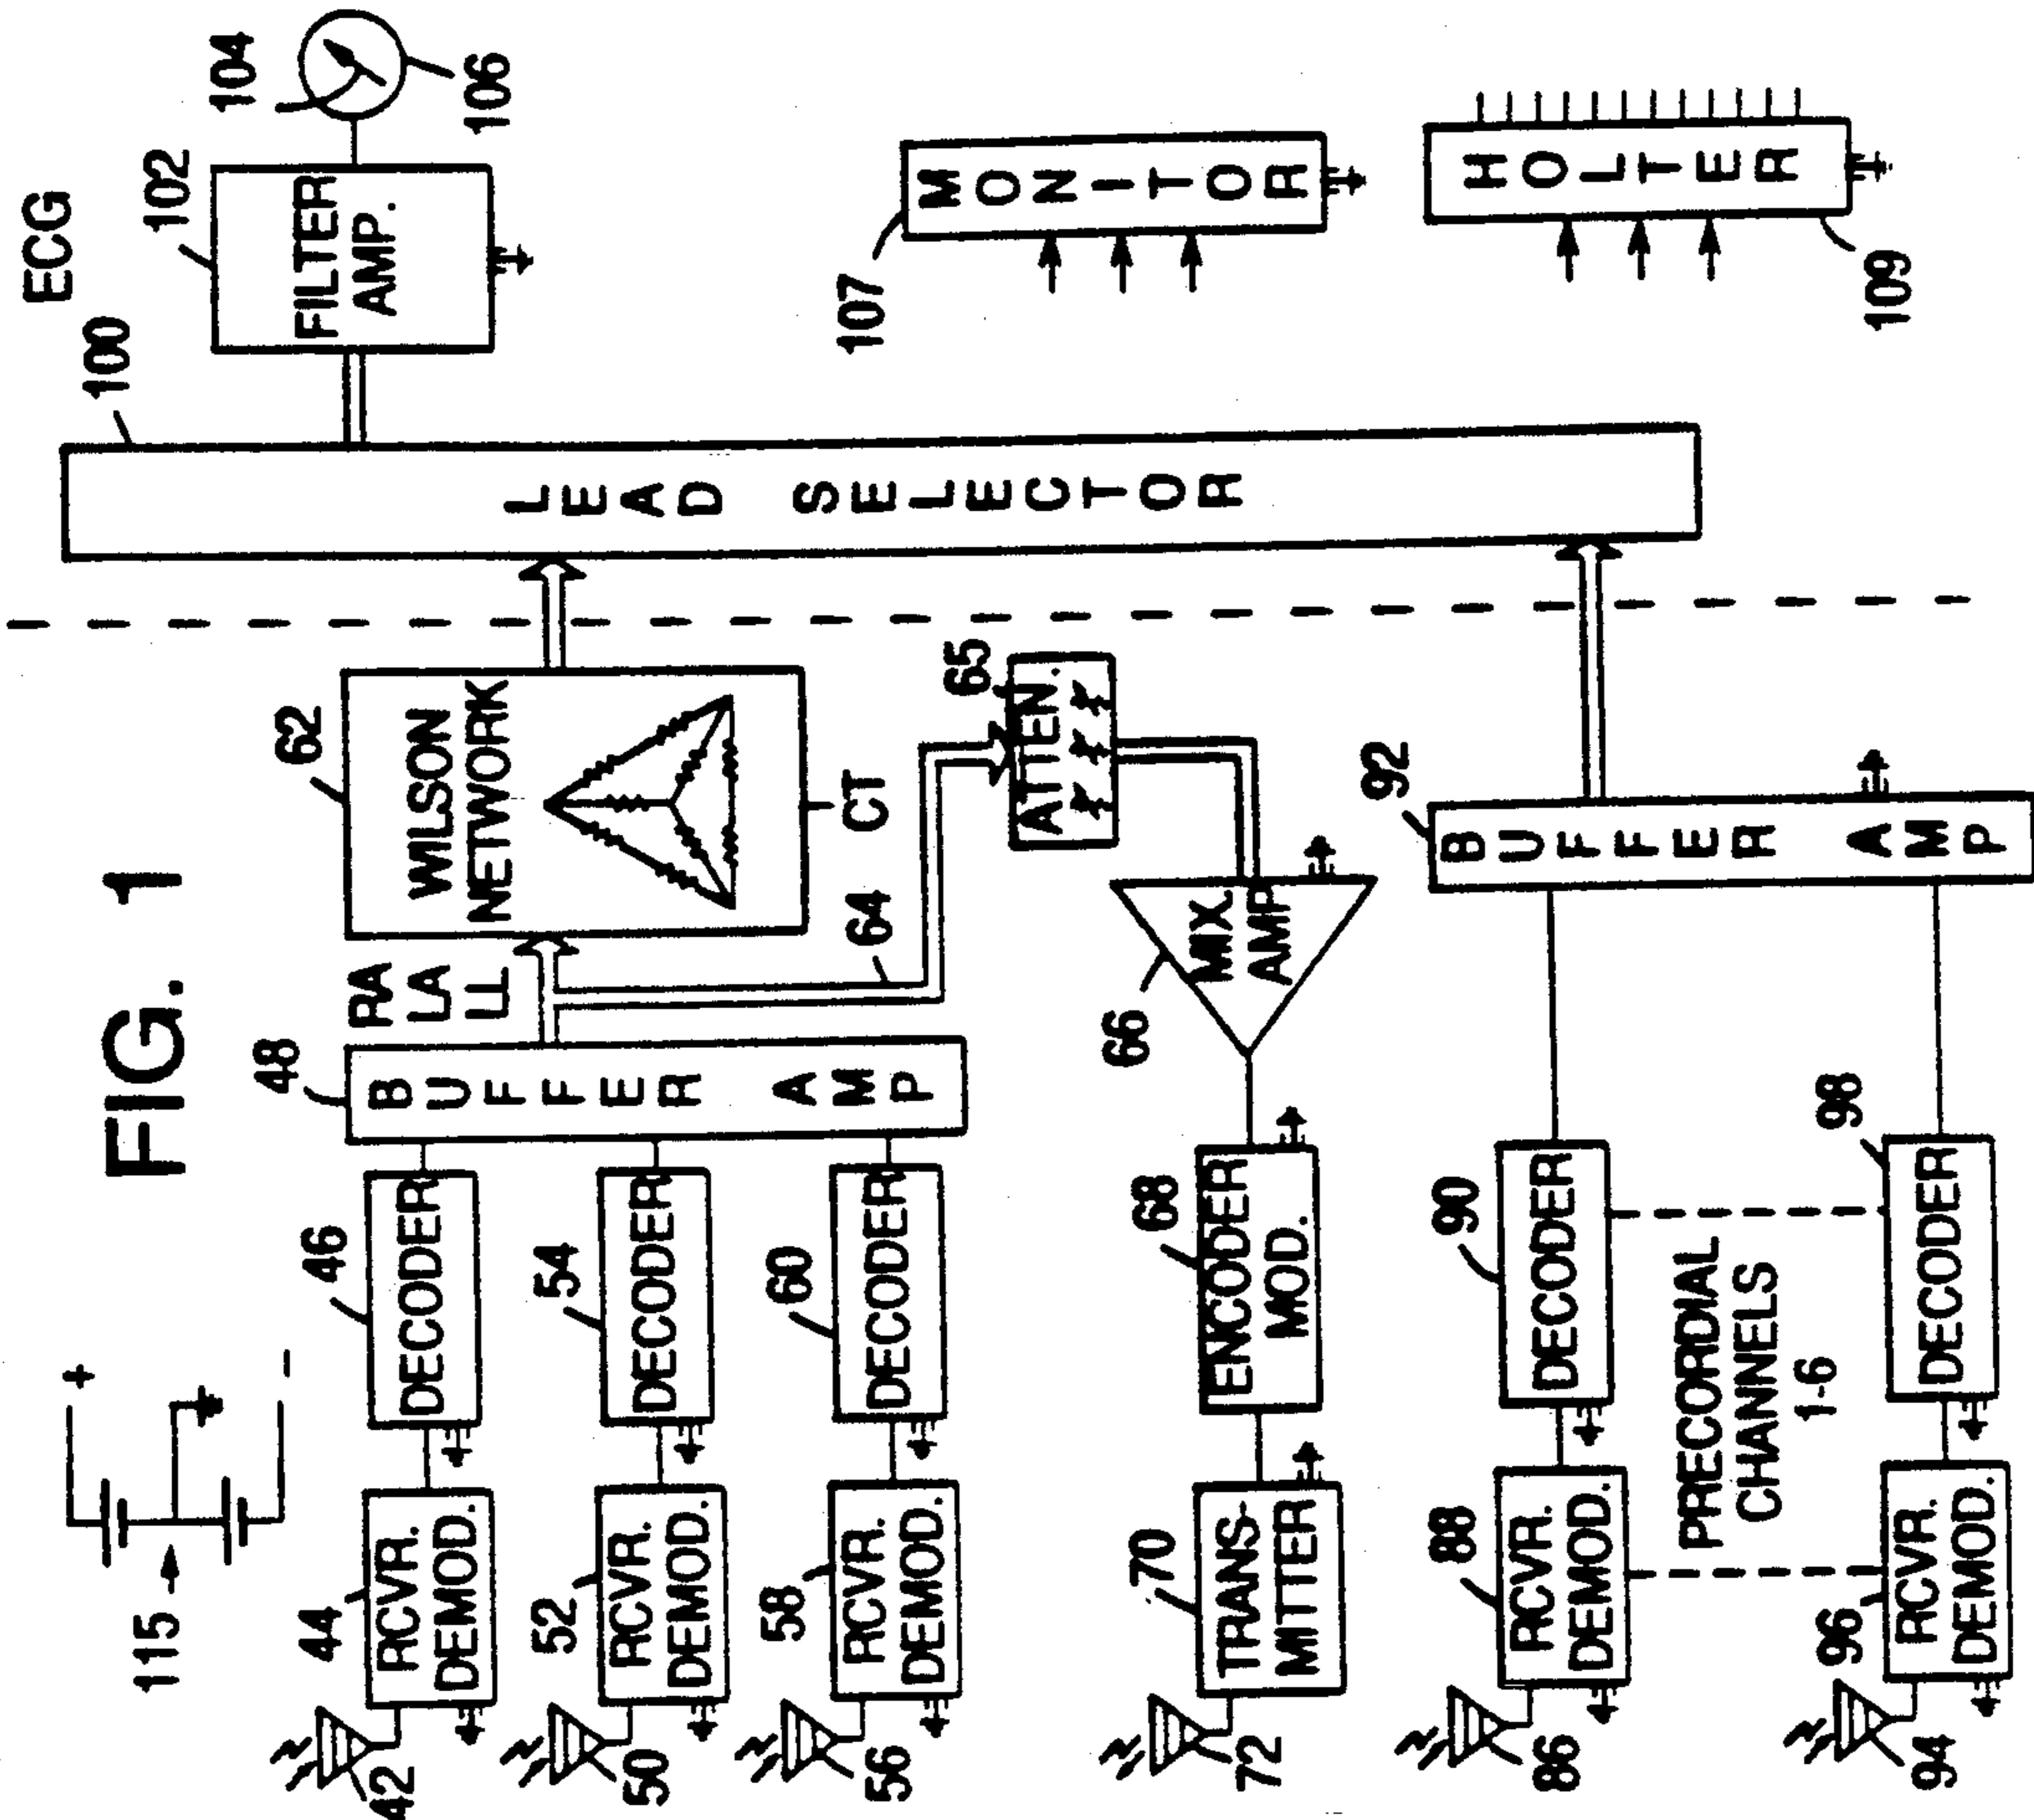 FIG. 1
ECG
115
+
-
42
44
RCVR.
DEMOD.
46
DECODER
48
BUFFER AMP
50
52
RCVR.
DEMOD.
54
DECODER
56
58
RCVR.
DEMOD.
60
DECODER
RA
LA
LL
62
WILSON
NETWORK
CT
64
65
ATTEN.
66
MIX.
AMP
68
ENCODER
MOD.
70
TRANS-
MITTER
72
86
88
RCVR.
DEMOD.
90
DECODER
92
BUFFER AMP
PRECORDIAL
CHANNELS
1-6
94
96
RCVR.
DEMOD.
98
DECODER
100
LEAD SELECTOR
102
FILTER
AMP.
104
106
107
MONITOR
HOLTER
109